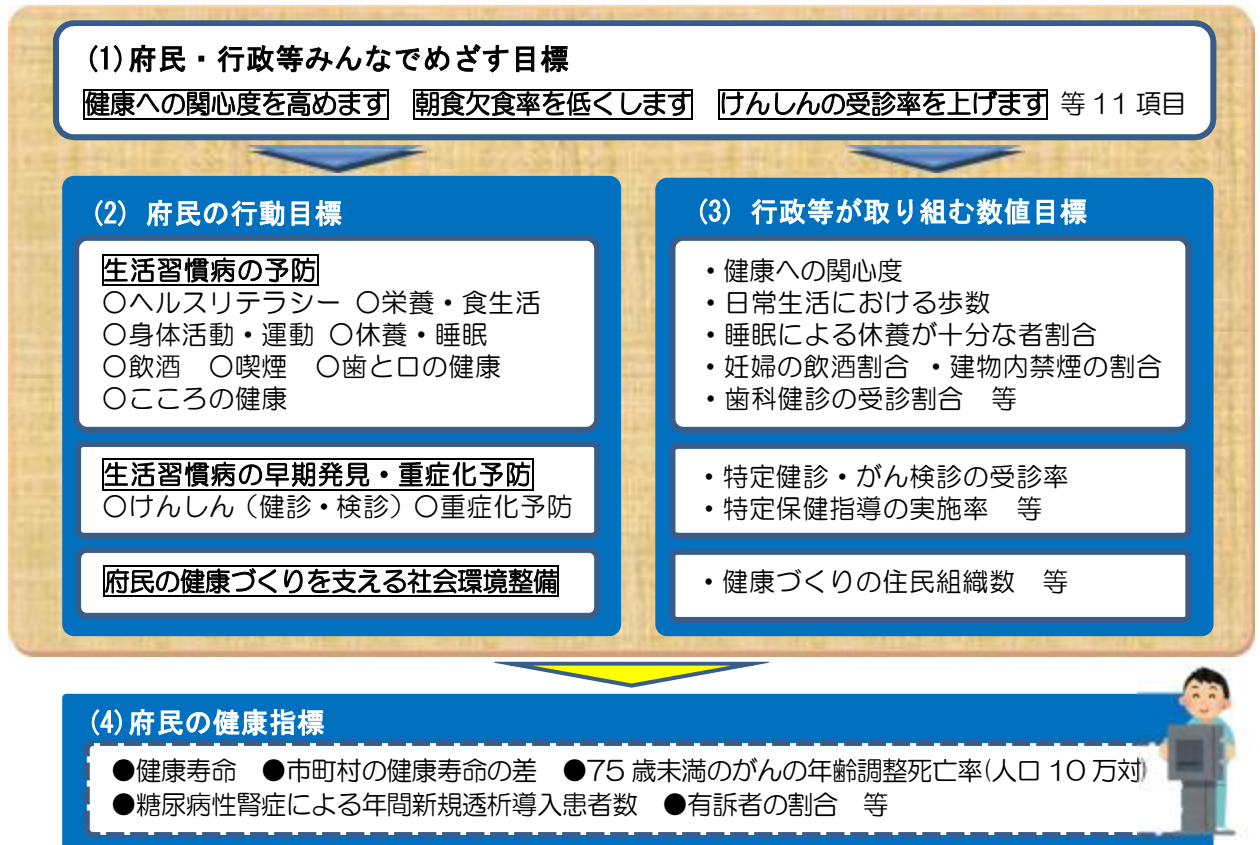 (1)府民・行政等みんなでめざす目標
健康への関心度を高めます 朝食欠食率を低くします けんしんの受診率を上げます 等11項目
(2) 府民の行動目標
生活習慣病の予防
○ヘルスリテラシー ○栄養・食生活
○身体活動・運動 ○休養・睡眠
○飲酒 ○喫煙 ○歯と口の健康
○こころの健康
生活習慣病の早期発見・重症化予防
○けんしん（健診・検診）○重症化予防
府民の健康づくりを支える社会環境整備
(3) 行政等が取り組む数値目標
・健康への関心度
・日常生活における歩数
・睡眠による休養が十分な者割合
・妊婦の飲酒割合 ・建物内禁煙の割合
・歯科健診の受診割合 等
・特定健診・がん検診の受診率
・特定保健指導の実施率 等
・健康づくりの住民組織数 等
(4)府民の健康指標
●健康寿命 ●市町村の健康寿命の差 ●75歳未満のがんの年齢調整死亡率(人口10万対)
●糖尿病性腎症による年間新規透析導入患者数 ●有訴者の割合 等